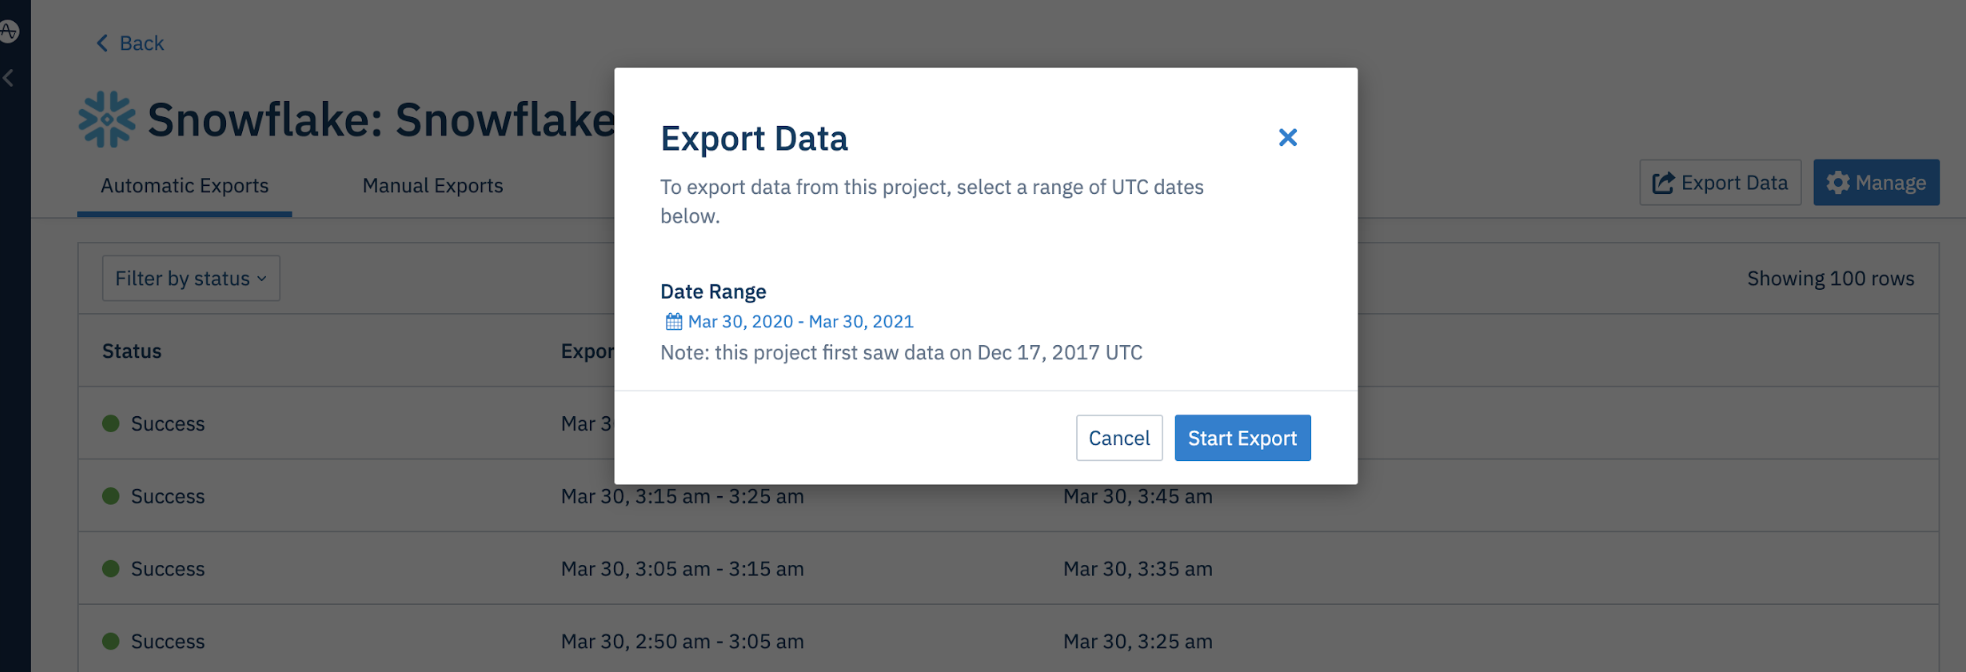 Back
Snowflake: Snowflake
Automatic Exports
Manual Exports
Export Data
Manage
Filter by status
Showing 100 rows
Status
Success
Mar 30, 3:15 am - 3:25 am
Mar 30, 3:45 am
Success
Success
Mar 30, 3:05 am - 3:15 am
Mar 30, 3:35 am
Success
Mar 30, 2:50 am - 3:05 am
Mar 30, 3:25 am
Export Data
To export data from this project, select a range of UTC dates
below.
Date Range
Mar 30, 2020 - Mar 30, 2021
Note: this project first saw data on Dec 17, 2017 UTC
Cancel
Start Export